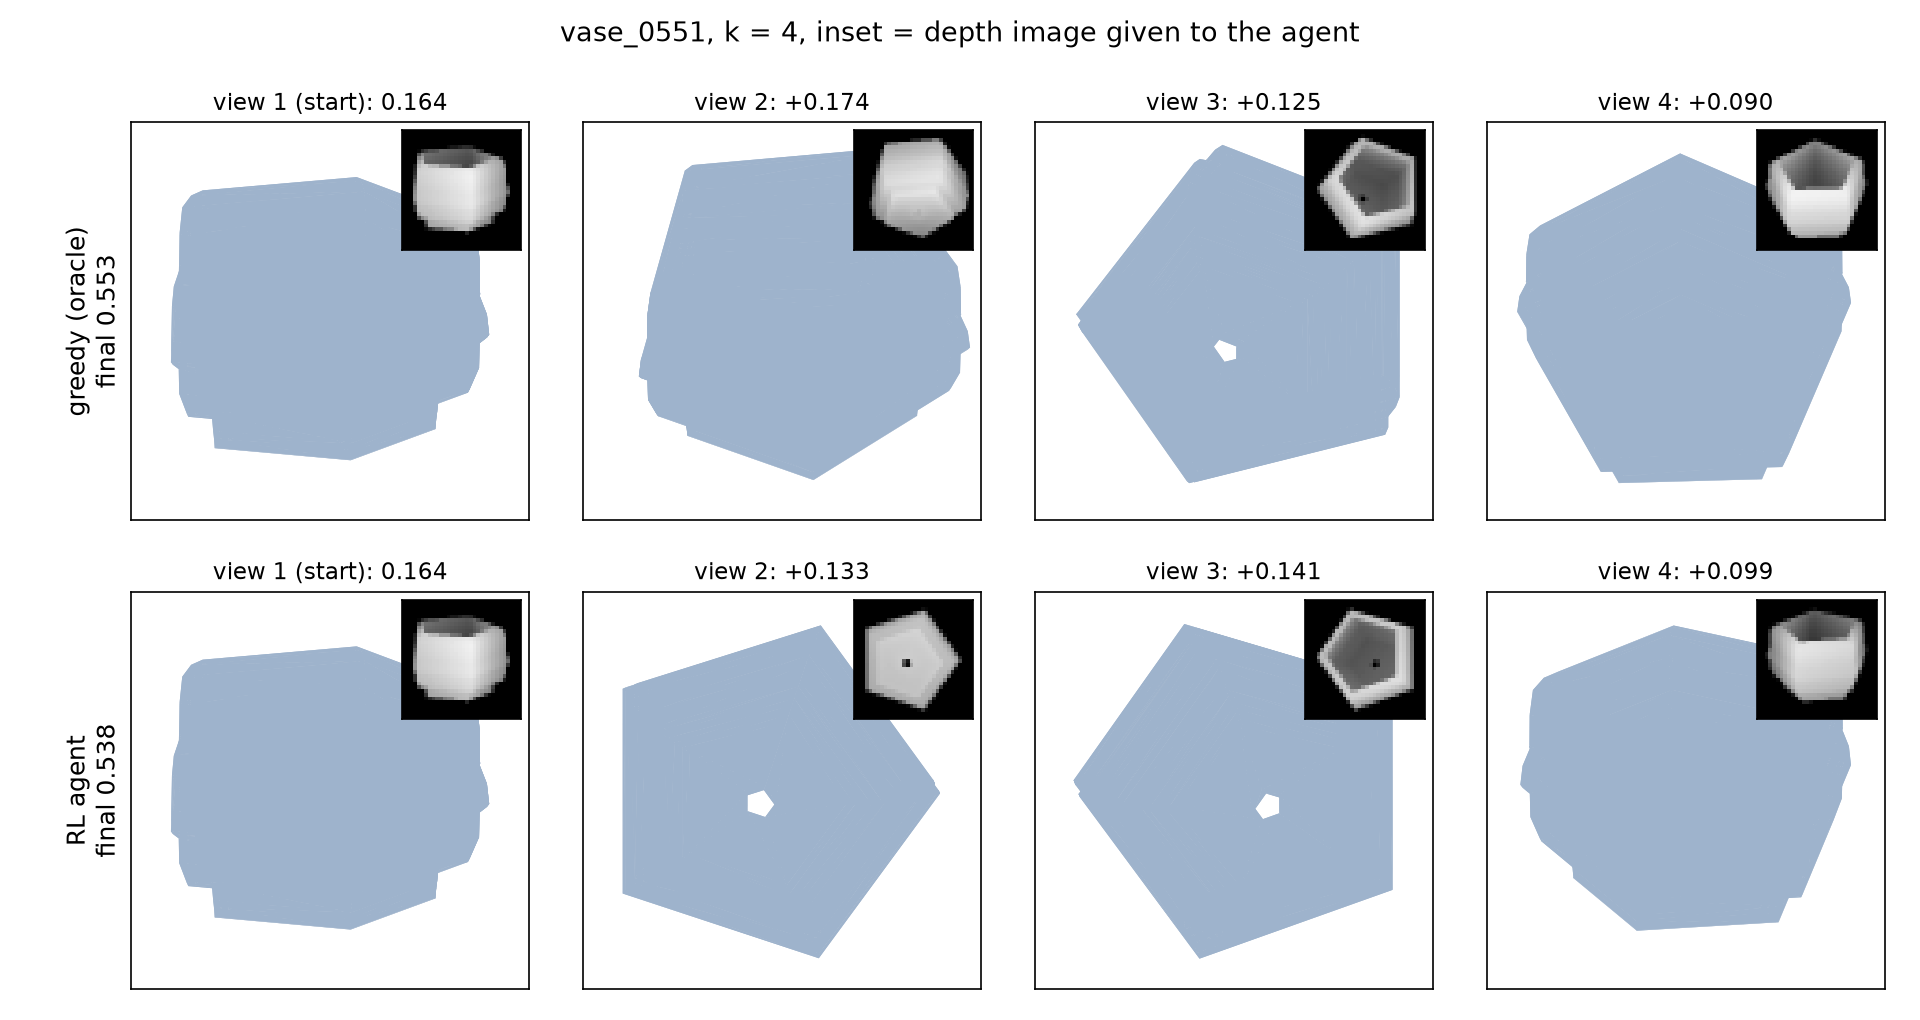 vase_0551, k = 4, inset = depth image given to the agent
greedy (oracle)
final 0.553
view 1 (start): 0.164
view 2: +0.174
view 3: +0.125
view 4: +0.090
RL agent
final 0.538
view 1 (start): 0.164
view 2: +0.133
view 3: +0.141
view 4: +0.099